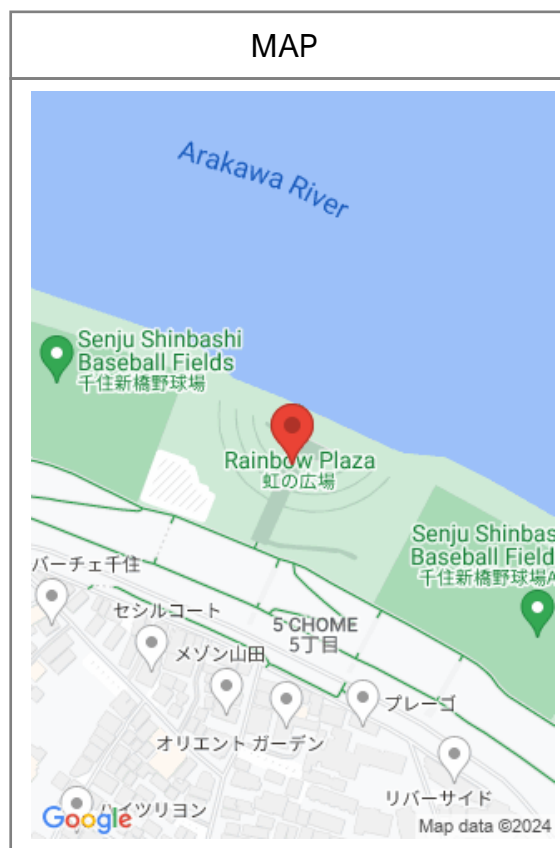 MAP
Arakawa River
Senju Shinbashi
Baseball Fields
千住新橋野球場
Rainbow Plaza
虹の広場
Senju Shinbas
Baseball Field
千住新橋野球場A
バーチェ千住
セシルコート
5 CHOME
5丁目
メゾン山田
プレーゴ
オリエント ガーデン
リバーサイド
ハイツリヨン
Google
Map data ©2024